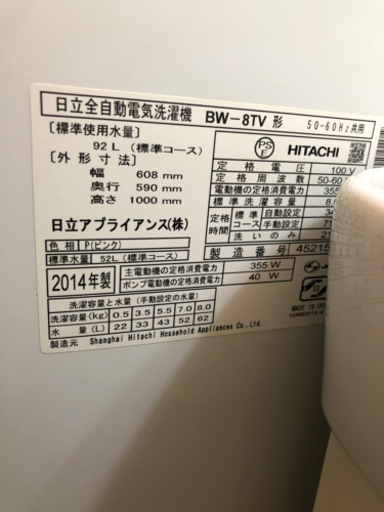 日立全自動電気洗濯機 BW-8TV 形 50-60Hz共用
〔標準使用水量〕
92L (標準コース)
〔外形寸法〕
幅 608 mm
奥行 590 mm
高さ 1000 mm
日立アプライアンス(株)
色相 P(ピンク)
標準水量 52L (標準コース)
2014年製
主電動機の定格消費電力 355 W
ポンプ電動機の定格消費電力 40 W
洗濯容量と水量 (手動設定の水量)
洗濯容量(kg) 0.5 3.5 5.5 7.0 8.0
水量(L) 22 33 43 52 62
製造元 Shanghai Hitachi Household Appliances Co., Ltd.
PSE HITACHI
定格電圧 100V
定格周波数 50-60
電動機の定格消費電力 355
標準洗濯容量 8.
定格
標準コース 自動設定
手動設定
洗いのみ
製造番号 45215
MADE IN